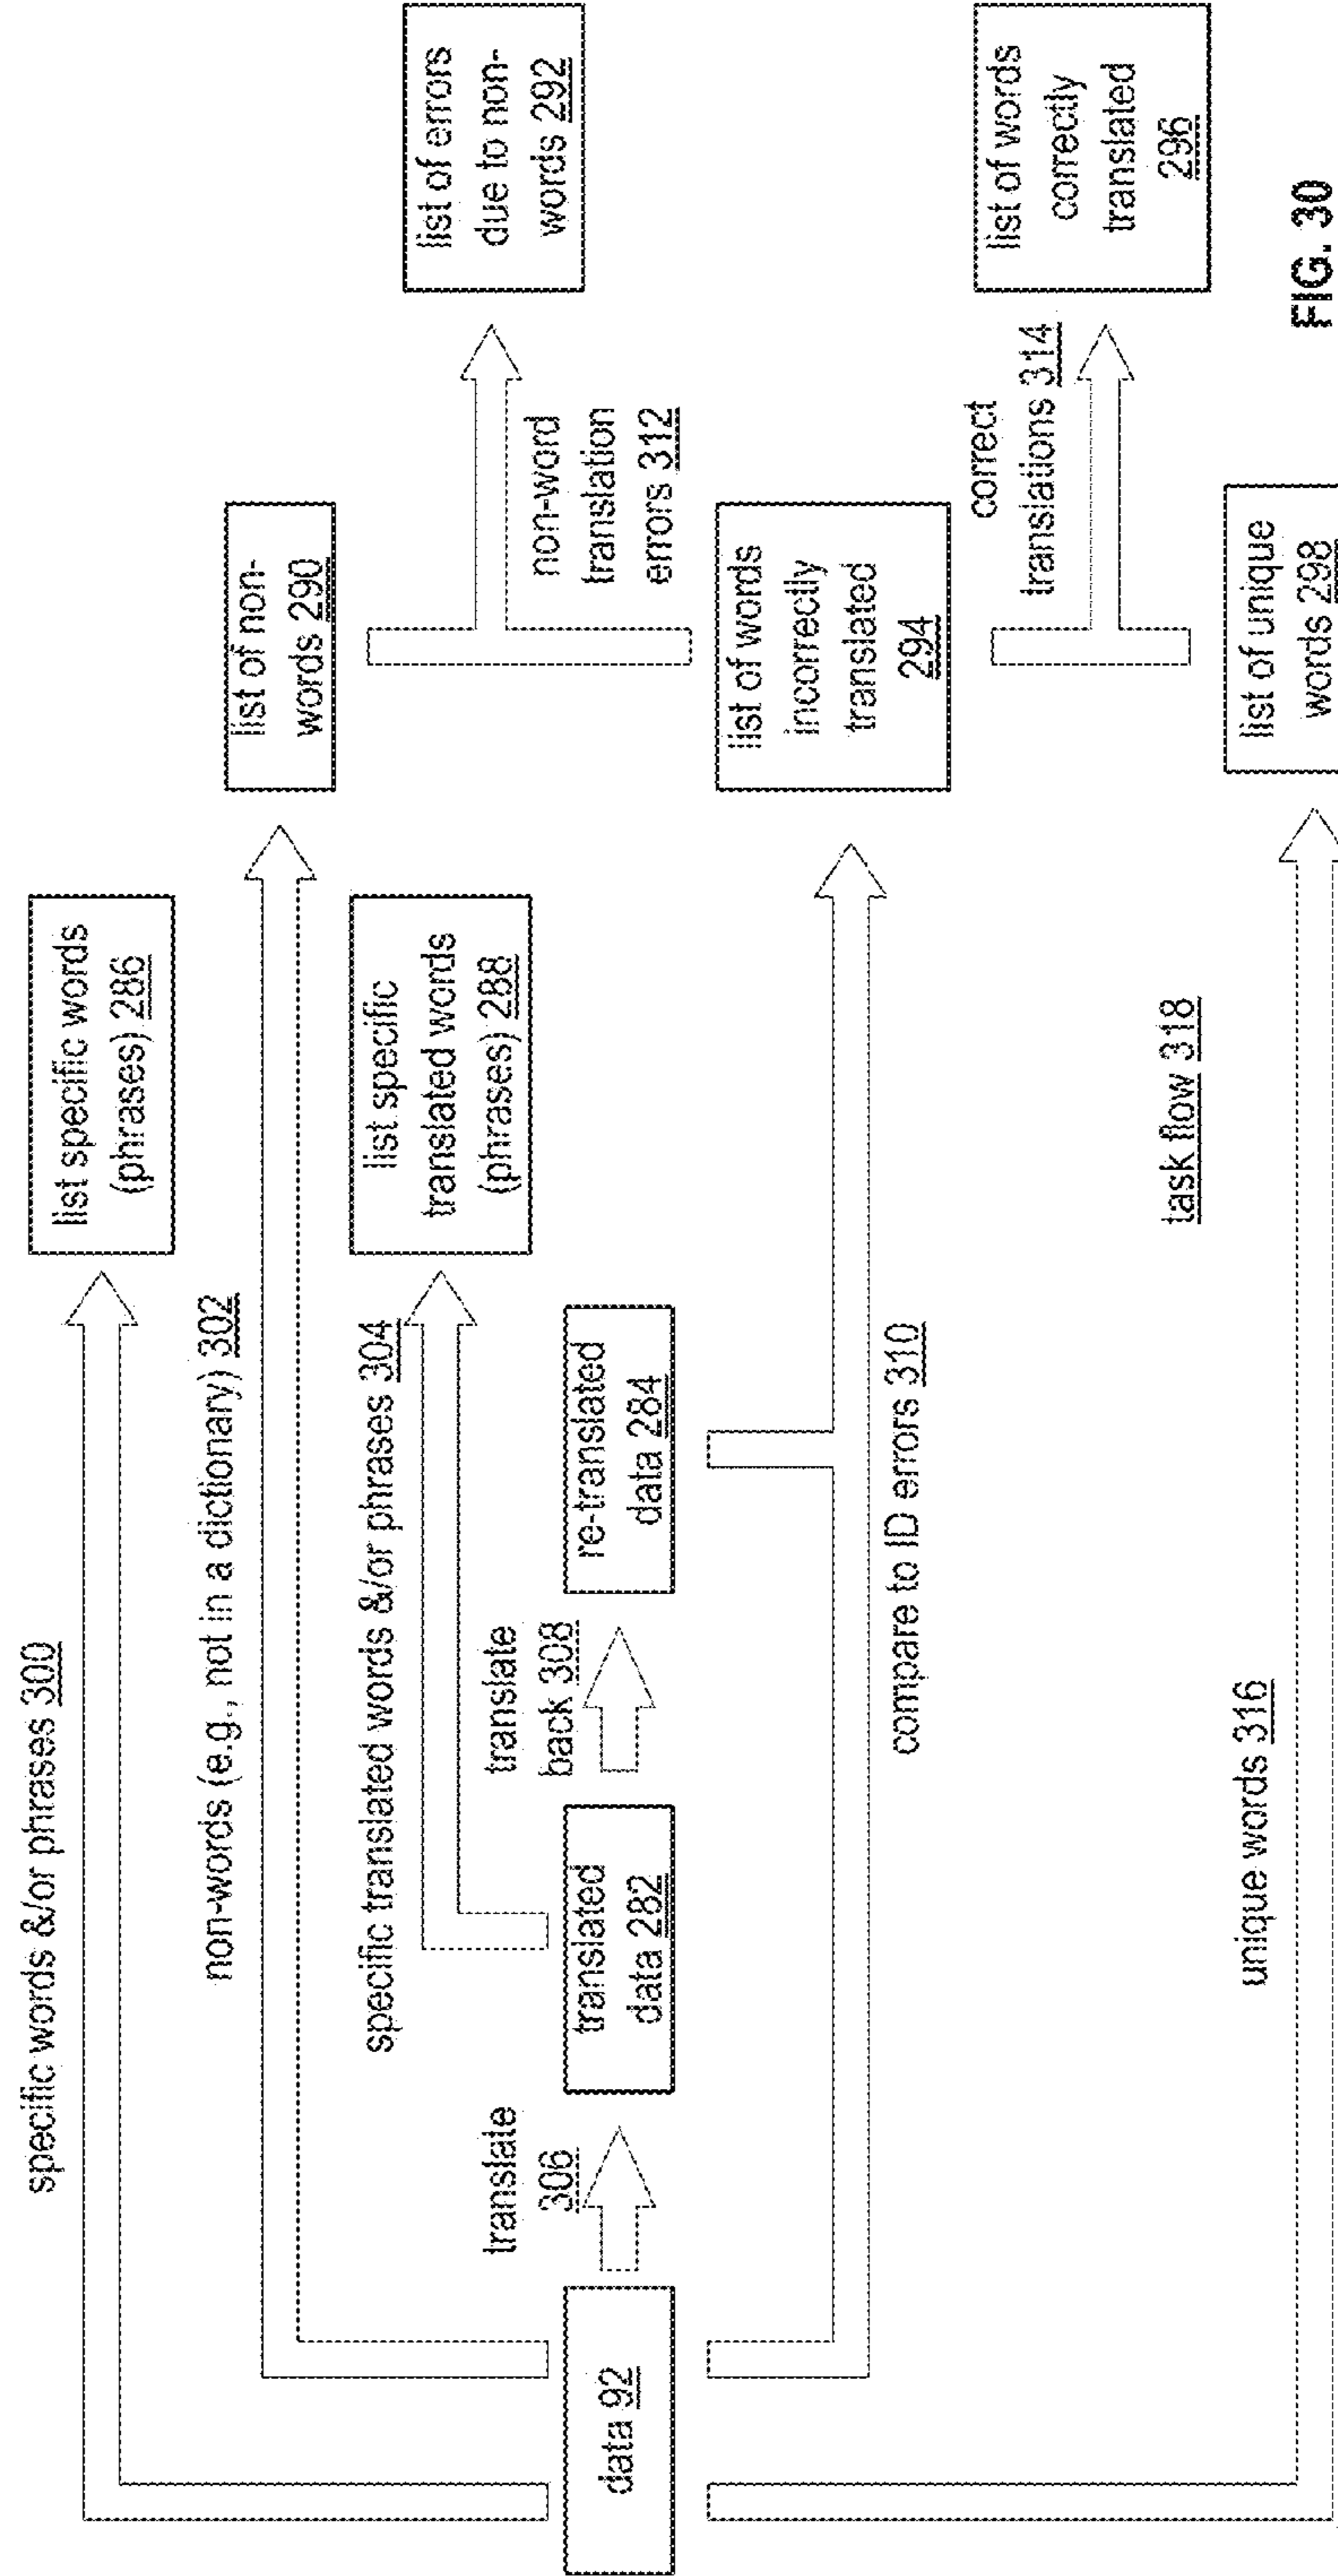 specific words &/or phrases 300
list specific words
(phrases) 286
non-words (e.g., not in a dictionary) 302
list of non-
words 290
specific translated words &/or phrases 304
list specific
translated words
(phrases) 288
list of errors
due to non-
words 292
non-word
translation
errors 312
translate
306
translate
back 308
data 92
translated
data 282
re-translated
data 284
compare to ID errors 310
list of words
incorrectly
translated
294
correct
translations 314
list of words
correctly
translated
296
task flow 318
unique words 316
list of unique
words 298
FIG. 30